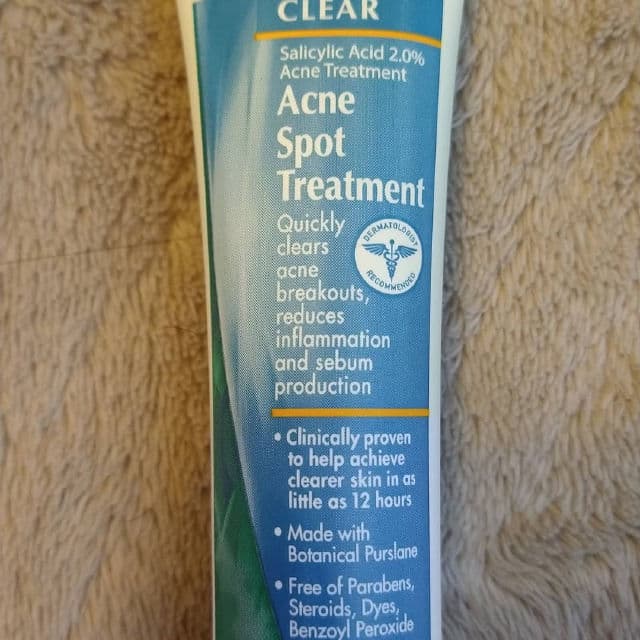 CLEAR
Salicylic Acid 2.0%
Acne Treatment
Acne
Spot
Treatment
Quickly
clears
acne
breakouts,
reduces
inflammation
and sebum
production
DERMATOLOGIST
RECOMMENDED
• Clinically proven
to help achieve
clearer skin in as
little as 12 hours
• Made with
Botanical Purslane
• Free of Parabens,
Steroids, Dyes,
Benzoyl Peroxide